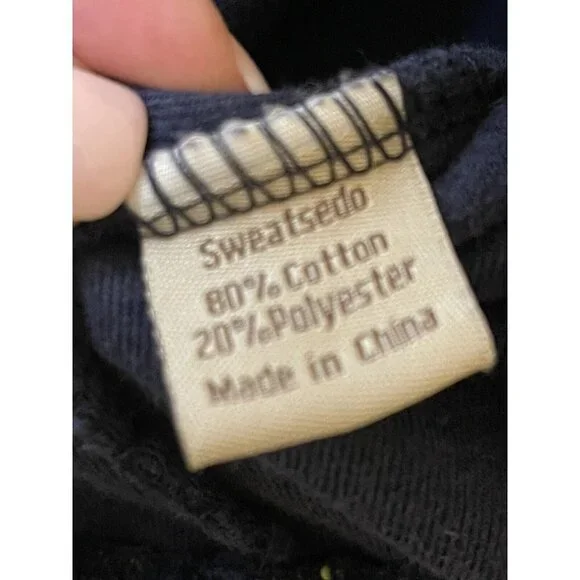 Sweatsedo
80% Cotton
20% Polyester
Made in China